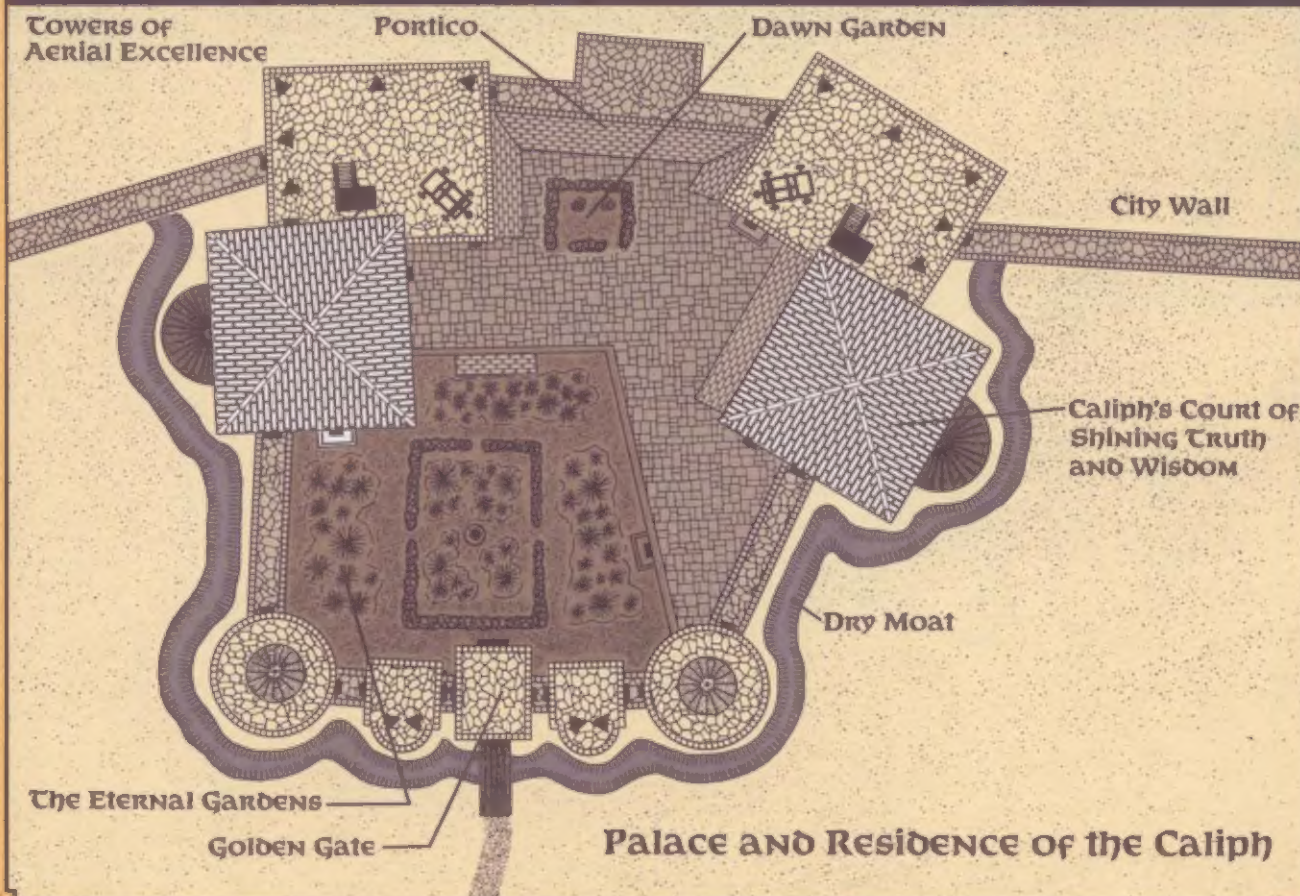 Towers of
Aerial Excellence
Portico
Dawn Garden
City Wall
Caliph's Court of
Shining Truth
and Wisdom
Dry Moat
The Eternal Gardens
Golden Gate
Palace and Residence of the Caliph